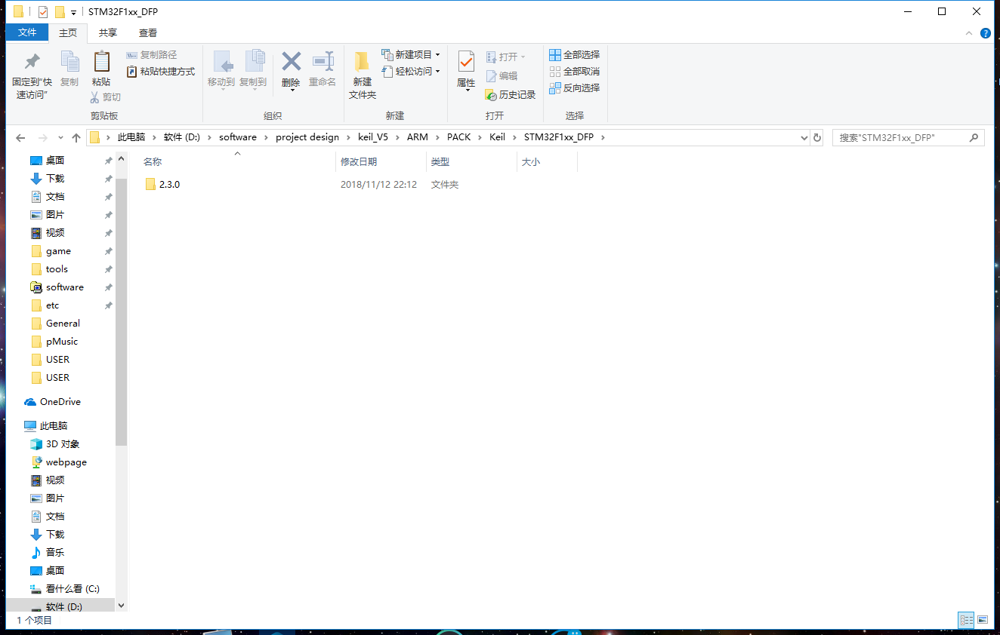 STM32F1xx_DFP
文件 主页 共享 查看
固定到"快速访问"
复制
粘贴
复制路径
粘贴快捷方式
剪切
剪贴板
移动到
复制到
删除
重命名
组织
新建文件夹
新建项目
轻松访问
新建
属性
打开
编辑
历史记录
打开
全部选择
全部取消
反向选择
选择
此电脑 › 软件 (D:) › software › project design › keil_V5 › ARM › PACK › Keil › STM32F1xx_DFP ›
搜索"STM32F1xx_DFP"
名称 修改日期 类型 大小
2.3.0 2018/11/12 22:12 文件夹
桌面
下载
文档
图片
视频
game
tools
software
etc
General
pMusic
USER
USER
OneDrive
此电脑
3D 对象
webpage
视频
图片
文档
下载
音乐
桌面
看什么看 (C:)
软件 (D:)
1 个项目